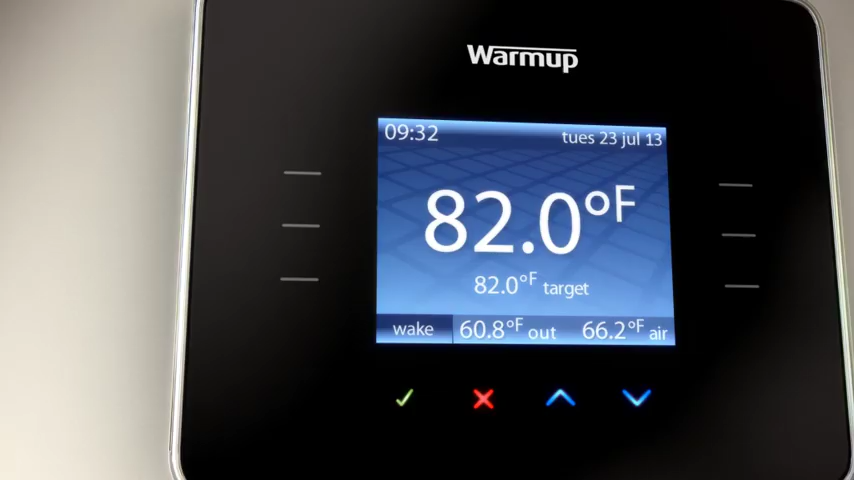 Warmup
09:32 tues 23 jul 13
82.0°F
82.0°F target
wake 60.8°F out 66.2°F air